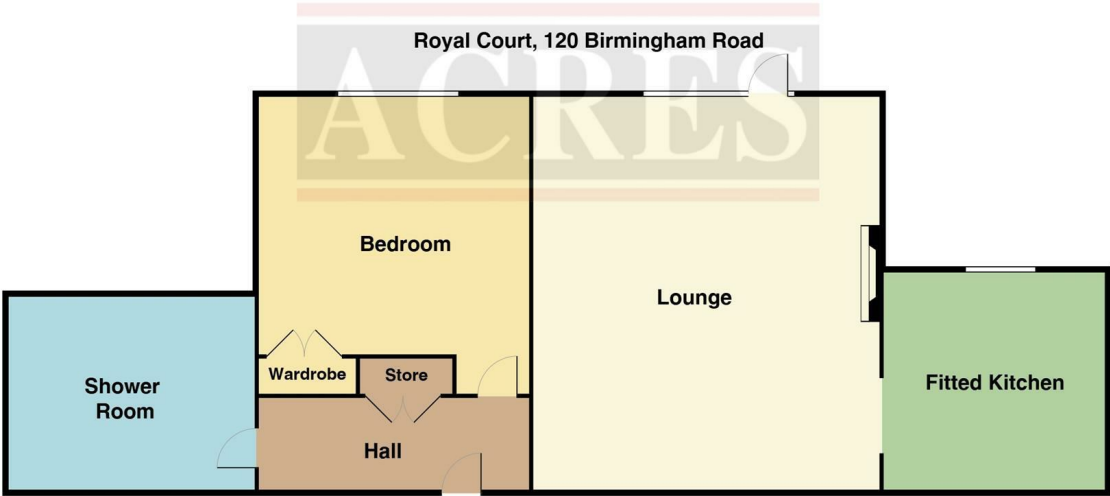 Royal Court, 120 Birmingham Road
ACRES
Bedroom
Lounge
Wardrobe
Store
Shower
Room
Fitted Kitchen
Hall